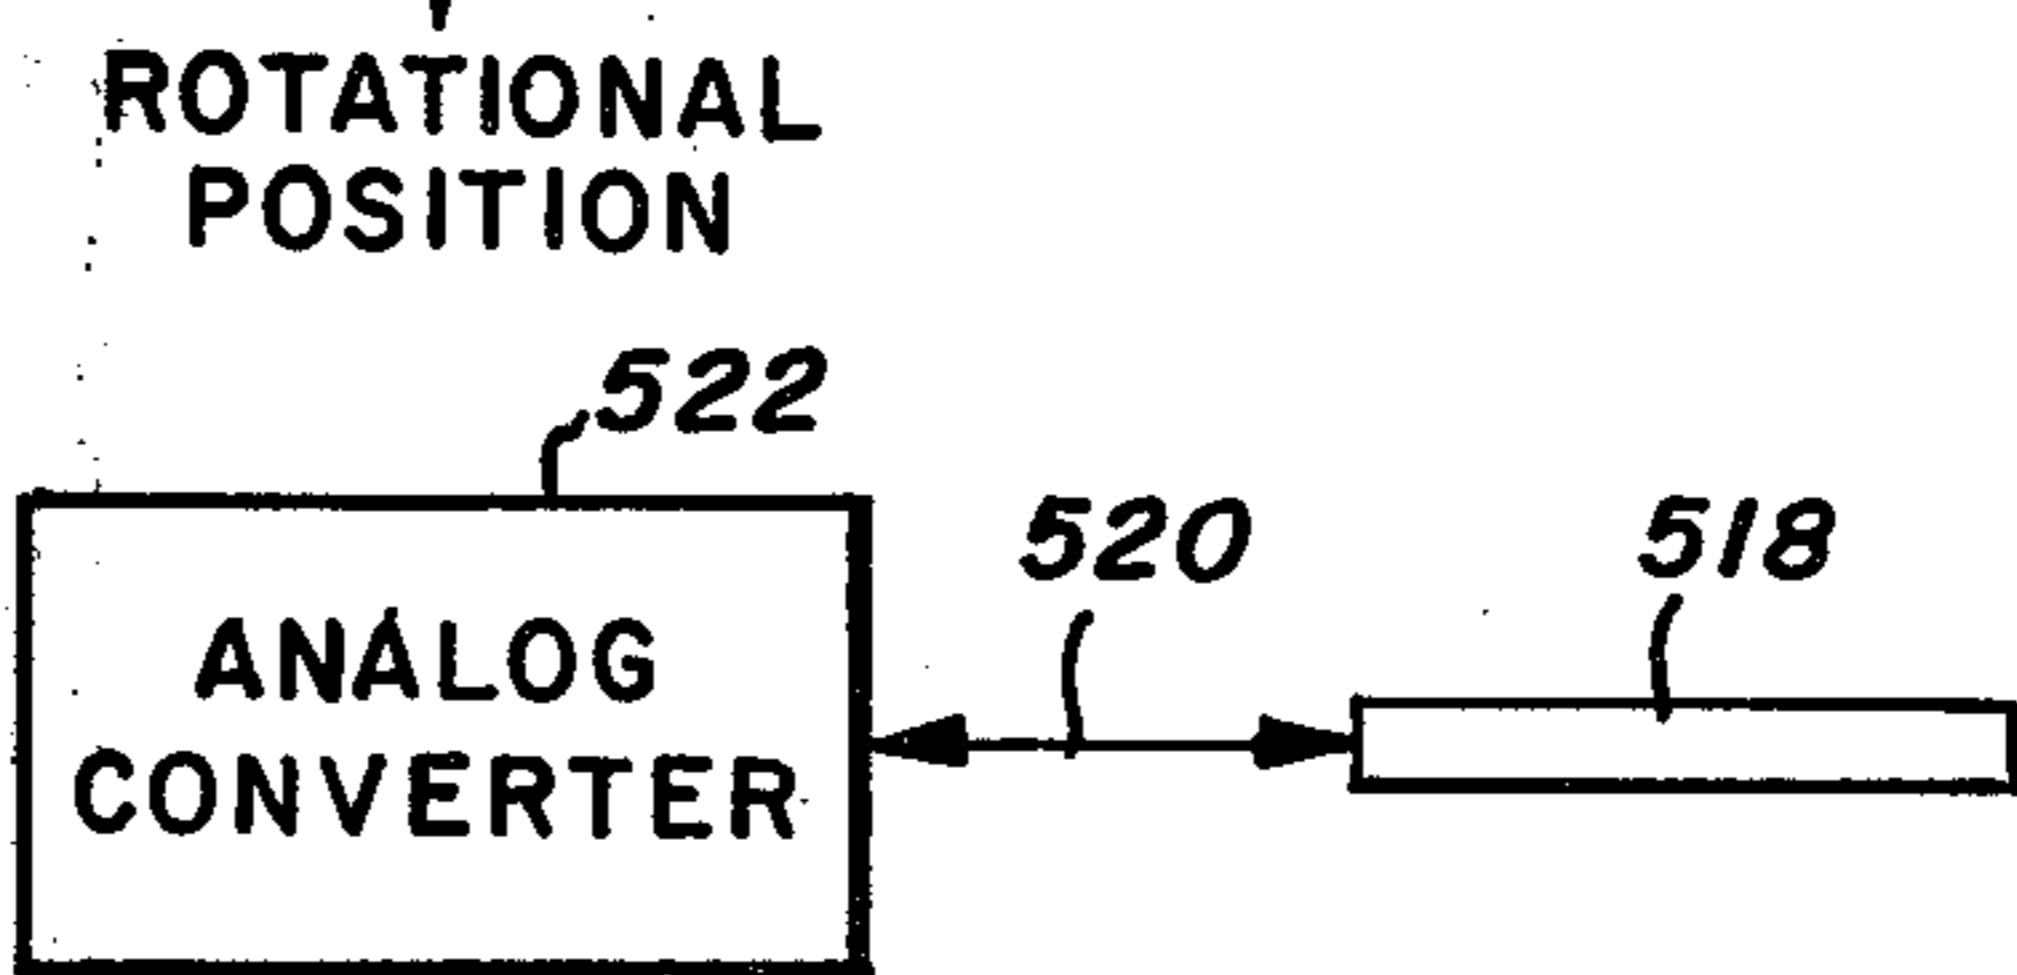 ROTATIONAL
POSITION
522
520
518
ANALOG
CONVERTER